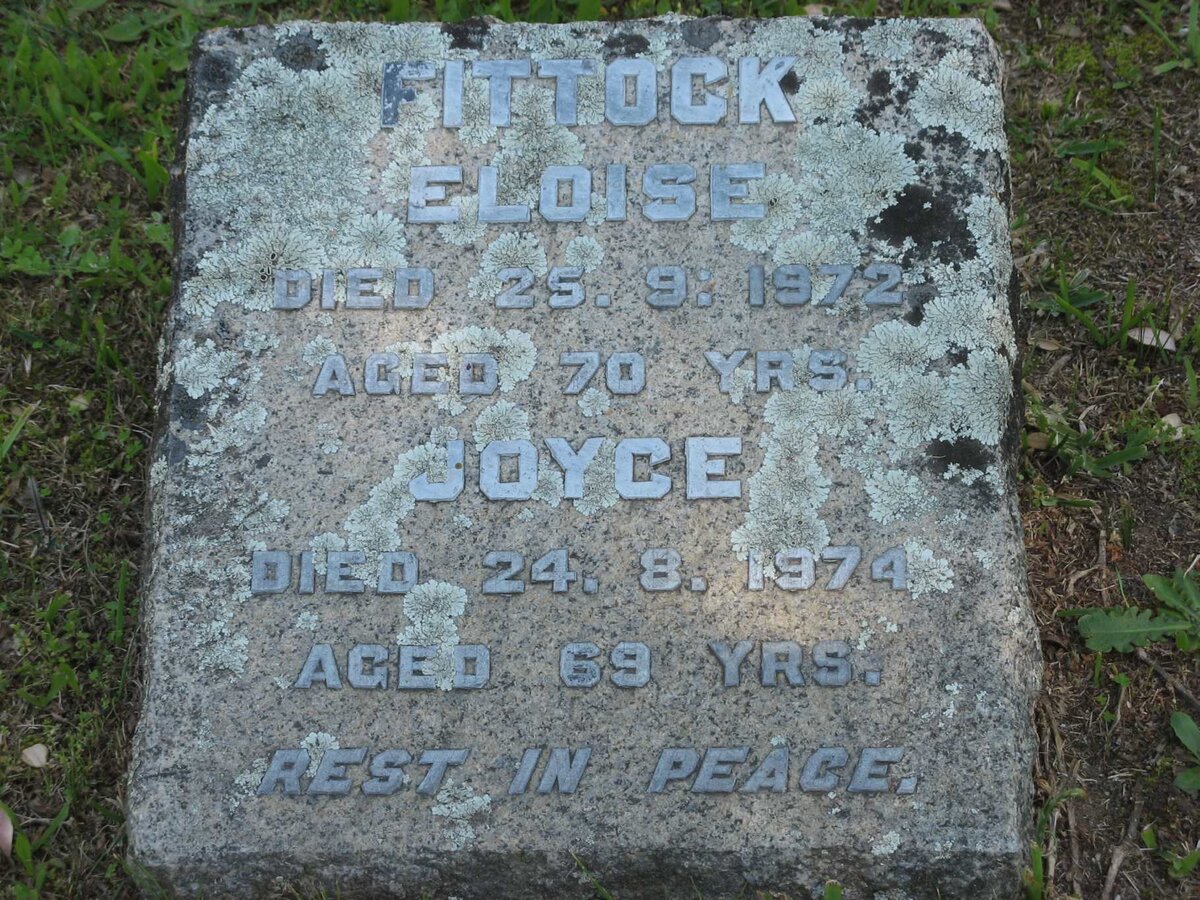 FITTOCK
ELOISE
DIED 25. 9: 1972
AGED 70 YRS.
JOYCE
DIED 24. 8. 1974
AGED 69 YRS.
REST IN PEACE.